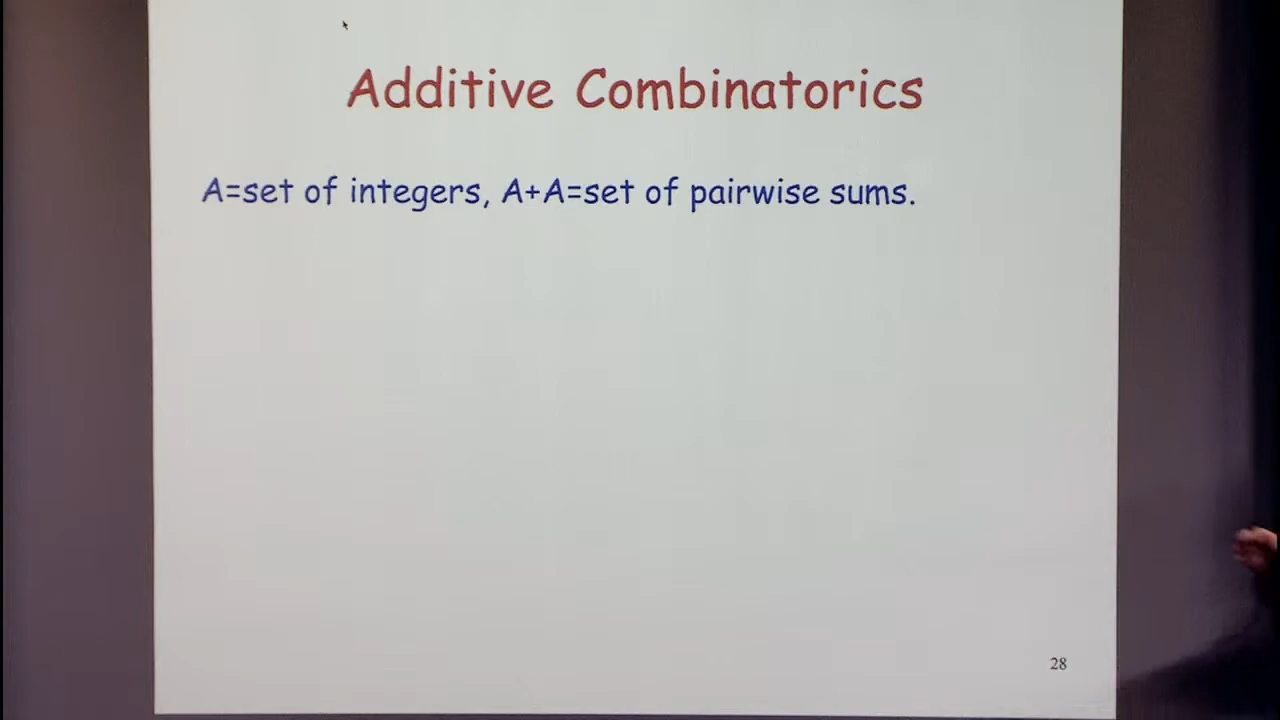 Additive Combinatorics
A=set of integers, A+A=set of pairwise sums.
28